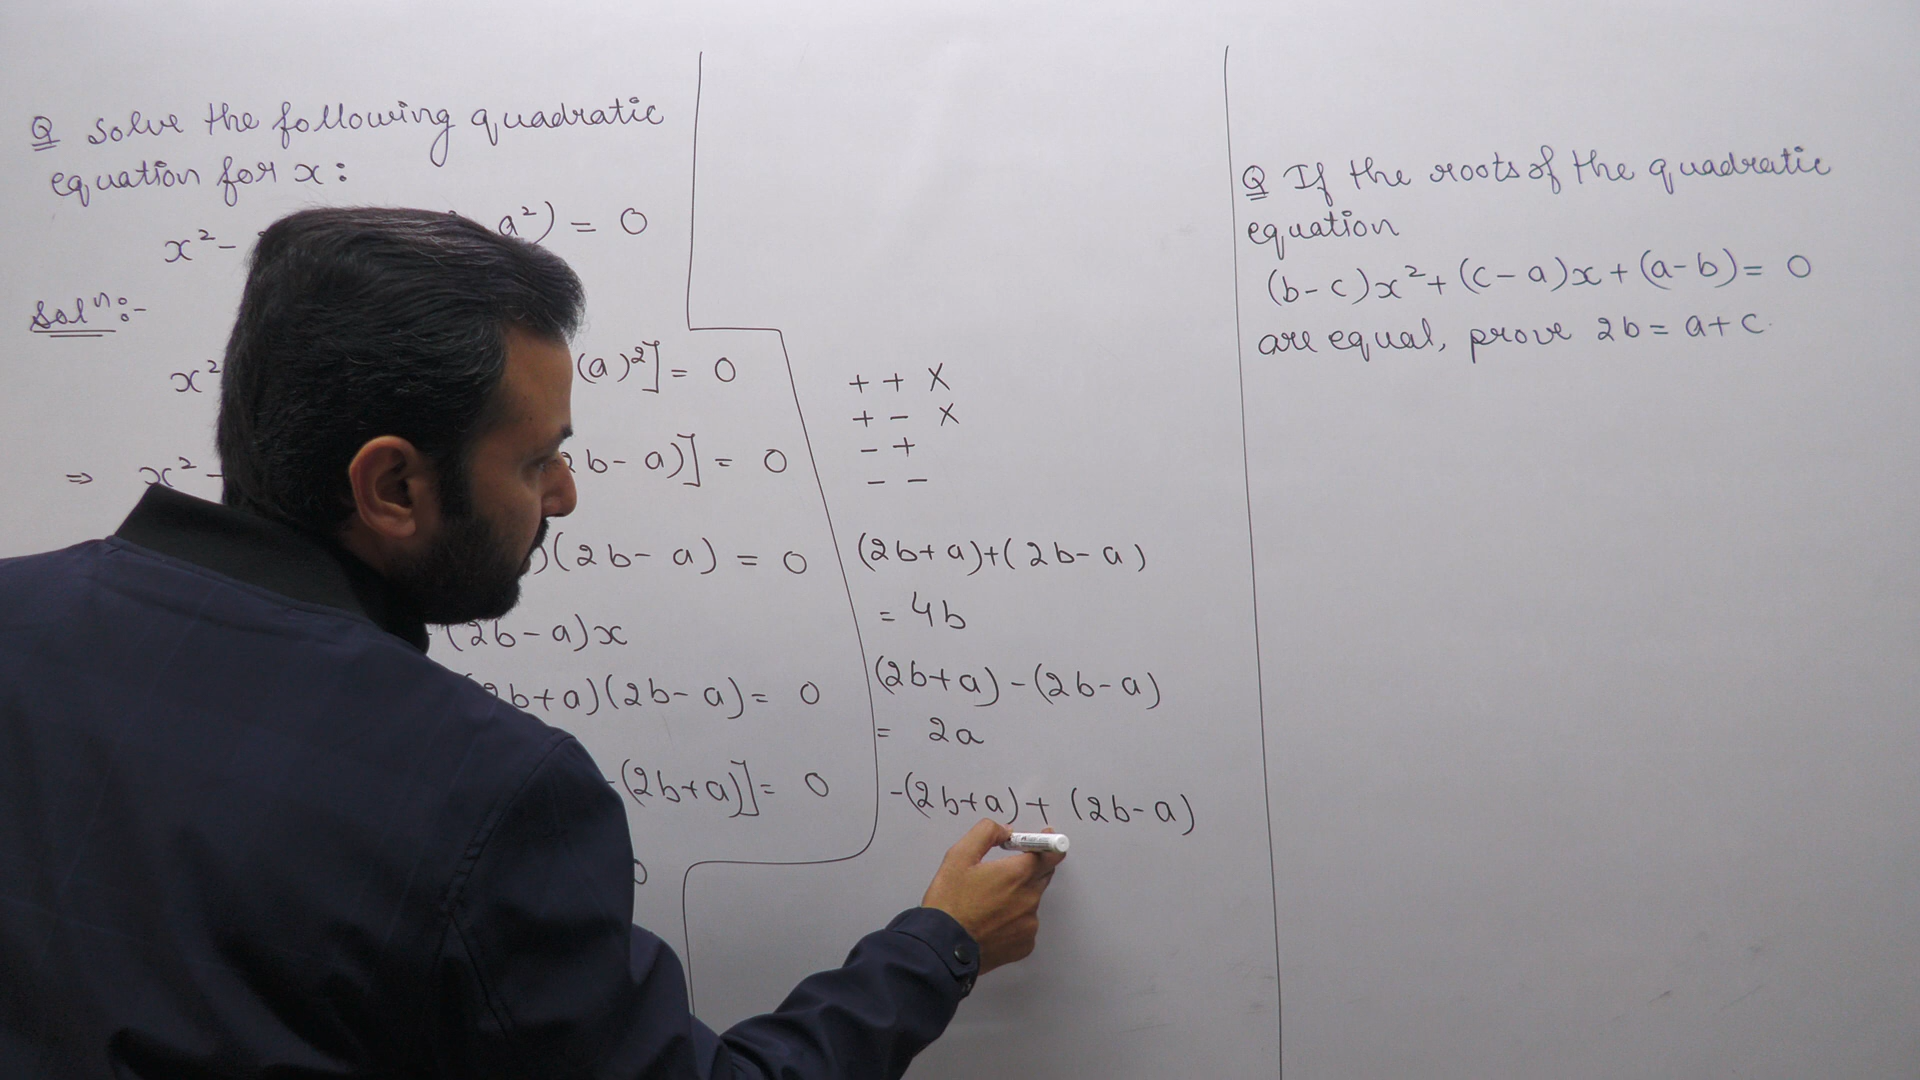 Q Solve the following quadratic
equation for x:
x² - a²) = 0
Solⁿ:-
x² (a)²] = 0
⇒ x² - 2b - a)] = 0
)(2b - a) = 0
(2b - a)x
2b + a)(2b - a) = 0
-(2b + a)] = 0
0
+ + X
+ - X
- +
- -
(2b + a) + (2b - a)
= 4b
(2b + a) - (2b - a)
= 2a
-(2b + a) + (2b - a)
Q If the roots of the quadratic
equation
(b - c)x² + (c - a)x + (a - b) = 0
are equal, prove 2b = a + c.